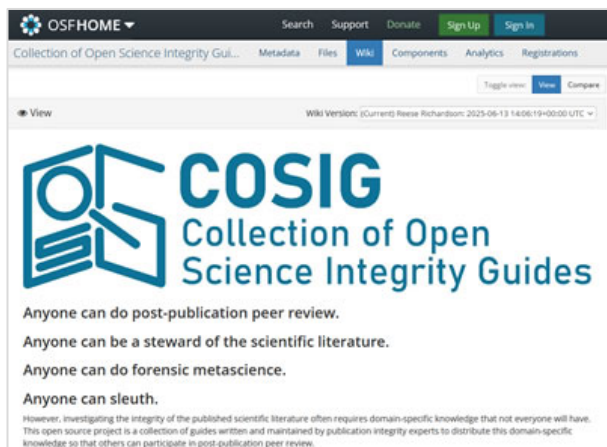 OSFHOME
Search Support Donate Sign Up Sign In
Collection of Open Science Integrity Gui... Metadata Files Wiki Components Analytics Registrations
Toggle view: View Compare
View
Wiki Version: (Current) Reese Richardson: 2025-06-13 14:06:19+00:00 UTC
COSIG
Collection of Open
Science Integrity Guides
Anyone can do post-publication peer review.
Anyone can be a steward of the scientific literature.
Anyone can do forensic metascience.
Anyone can sleuth.
However, investigating the integrity of the published scientific literature often requires domain-specific knowledge that not everyone will have.
This open source project is a collection of guides written and maintained by publication integrity experts to distribute this domain-specific
knowledge so that others can participate in post-publication peer review.